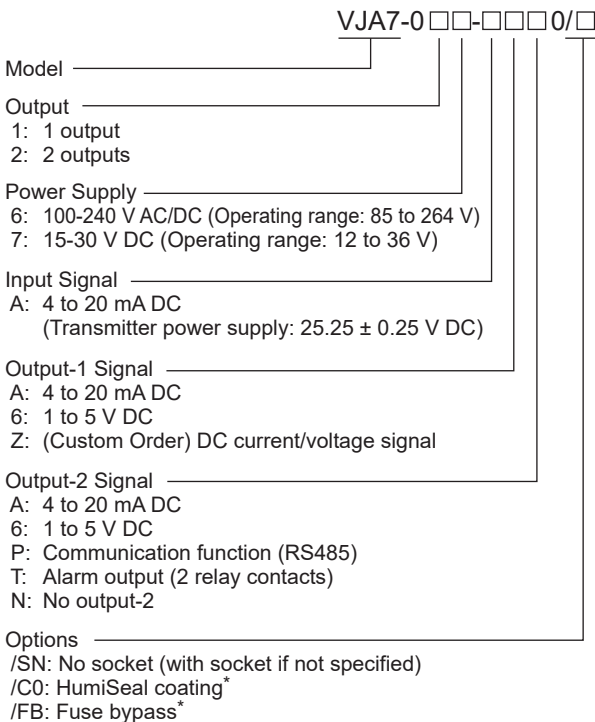 VJA7-0□□-□□□0/□
Model
Output
1: 1 output
2: 2 outputs
Power Supply
6: 100-240 V AC/DC (Operating range: 85 to 264 V)
7: 15-30 V DC (Operating range: 12 to 36 V)
Input Signal
A: 4 to 20 mA DC
(Transmitter power supply: 25.25 ± 0.25 V DC)
Output-1 Signal
A: 4 to 20 mA DC
6: 1 to 5 V DC
Z: (Custom Order) DC current/voltage signal
Output-2 Signal
A: 4 to 20 mA DC
6: 1 to 5 V DC
P: Communication function (RS485)
T: Alarm output (2 relay contacts)
N: No output-2
Options
/SN: No socket (with socket if not specified)
/C0: HumiSeal coating*
/FB: Fuse bypass*